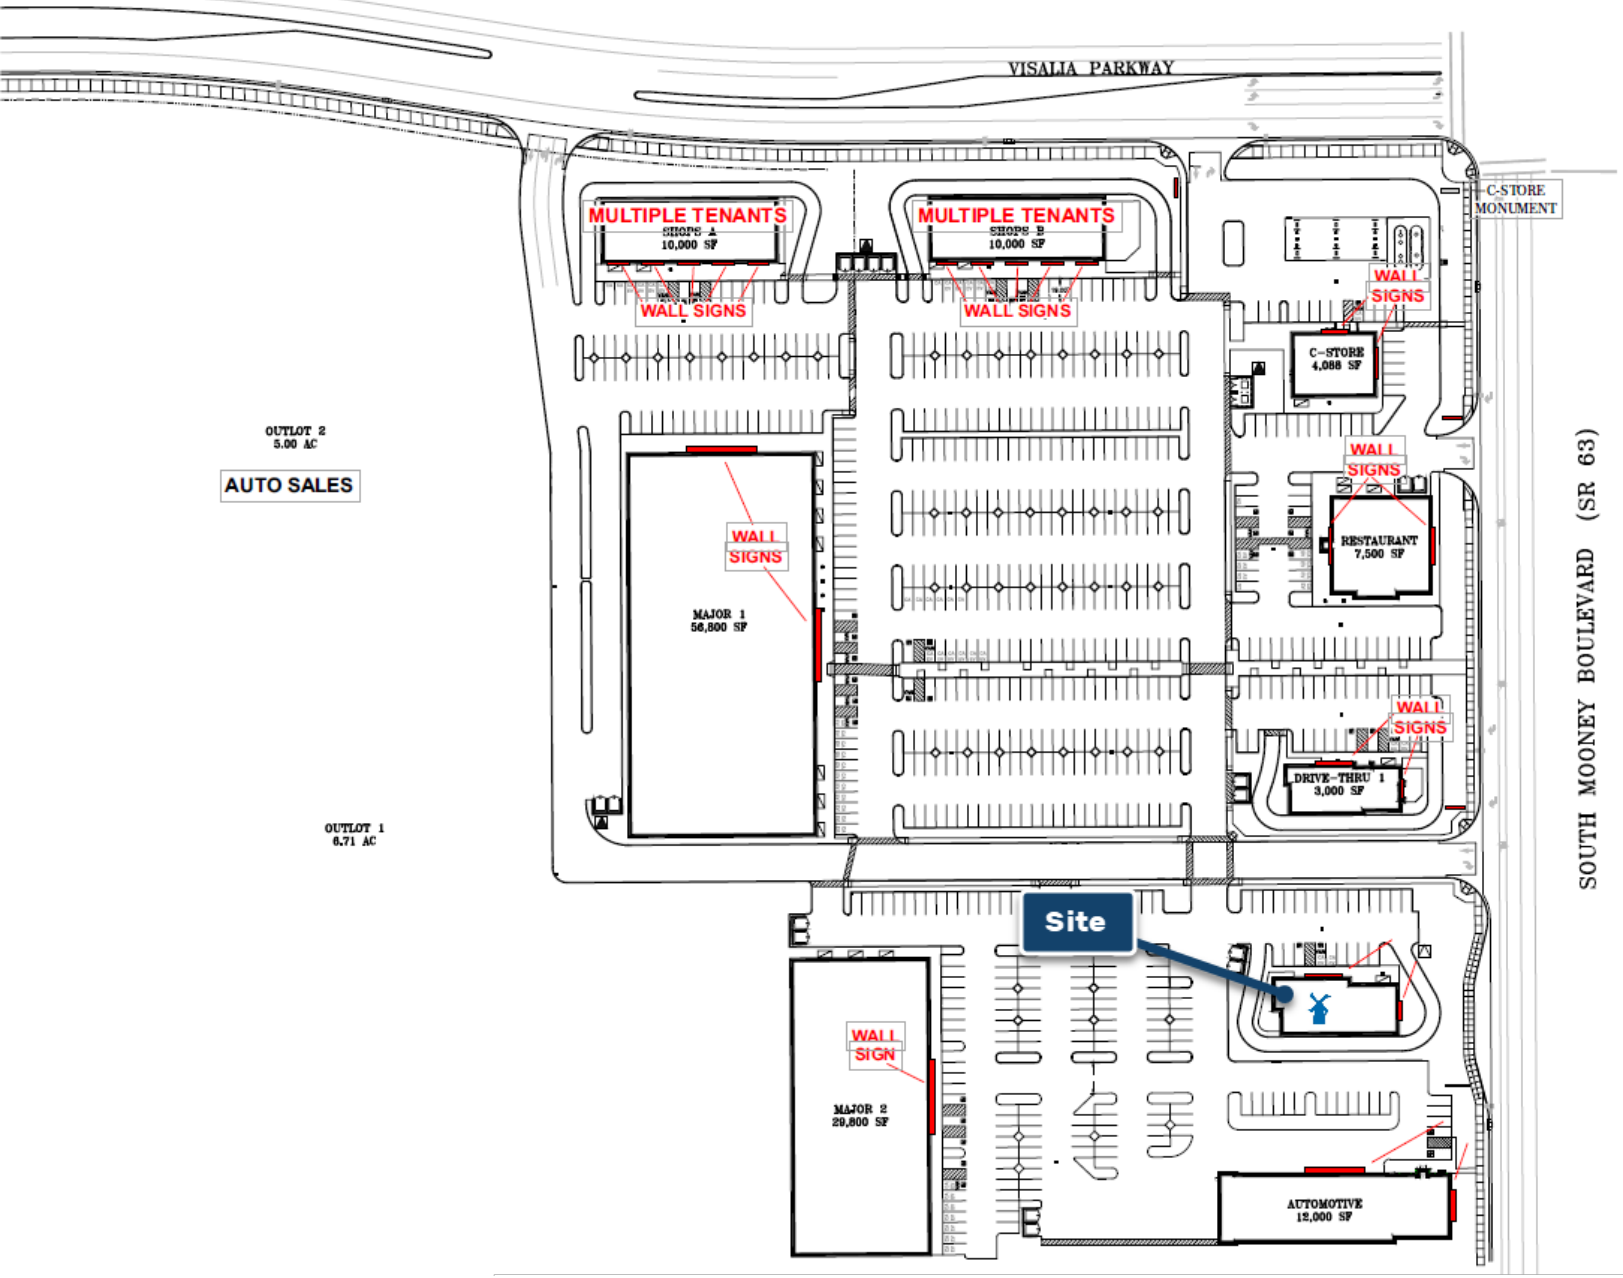 VISALIA PARKWAY
C-STORE
MONUMENT
MULTIPLE TENANTS
SHOPS A
10,000 SF
WALL SIGNS
MULTIPLE TENANTS
SHOPS B
10,000 SF
WALL SIGNS
WALL
SIGNS
C-STORE
4,088 SF
OUTLOT 2
5.00 AC
AUTO SALES
WALL
SIGNS
RESTAURANT
7,500 SF
WALL
SIGNS
MAJOR 1
56,800 SF
SOUTH MONEY BOULEVARD (SR 63)
WALL
SIGNS
DRIVE-THRU 1
3,000 SF
OUTLOT 1
6.71 AC
Site
WALL
SIGN
MAJOR 2
29,800 SF
AUTOMOTIVE
12,000 SF